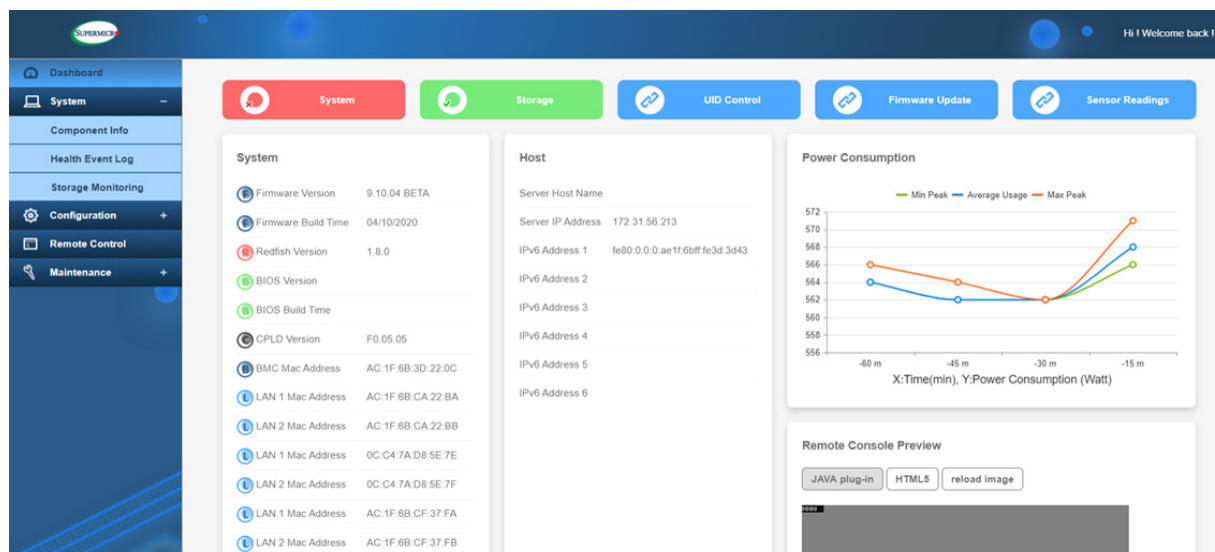 SUPERMICR
Hi ! Welcome back !
Dashboard
System –
Component Info
Health Event Log
Storage Monitoring
Configuration +
Remote Control
Maintenance +
System
Storage
UID Control
Firmware Update
Sensor Readings
System
F Firmware Version 9.10.04 BETA
F Firmware Build Time 04/10/2020
R Redfish Version 1.8.0
B BIOS Version
B BIOS Build Time
C CPLD Version F0.05.05
B BMC Mac Address AC:1F:6B:3D:22:0C
L LAN 1 Mac Address AC:1F:6B:CA:22:BA
L LAN 2 Mac Address AC:1F:6B:CA:22:BB
L LAN 1 Mac Address 0C:C4:7A:D8:5E:7E
L LAN 2 Mac Address 0C:C4:7A:D8:5E:7F
L LAN 1 Mac Address AC:1F:6B:CF:37:FA
L LAN 2 Mac Address AC:1F:6B:CF:37:FB
Host
Server Host Name
Server IP Address 172.31.56.213
IPv6 Address 1 fe80:0:0:0:ae1f:6bff:fe3d:3d43
IPv6 Address 2
IPv6 Address 3
IPv6 Address 4
IPv6 Address 5
IPv6 Address 6
Power Consumption
Min Peak Average Usage Max Peak
572
570
568
566
564
562
560
558
556
-60 m -45 m -30 m -15 m
X:Time(min), Y:Power Consumption (Watt)
Remote Console Preview
JAVA plug-in HTML5 reload image